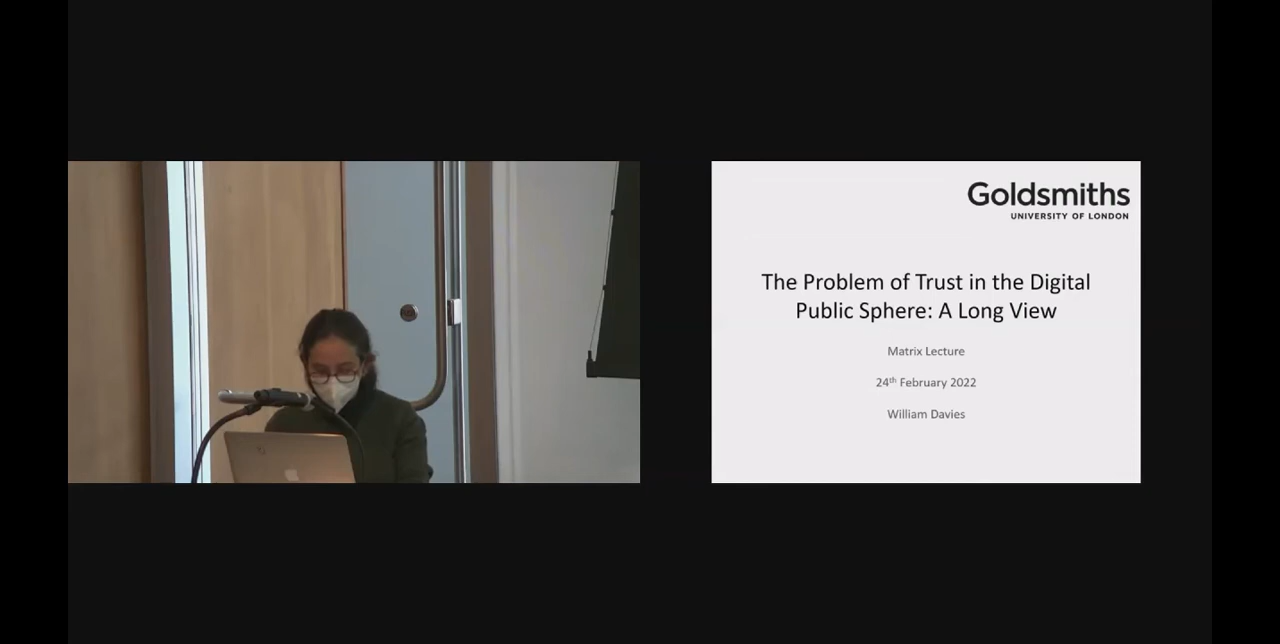 Goldsmiths
UNIVERSITY OF LONDON
The Problem of Trust in the Digital
Public Sphere: A Long View
Matrix Lecture
24th February 2022
William Davies